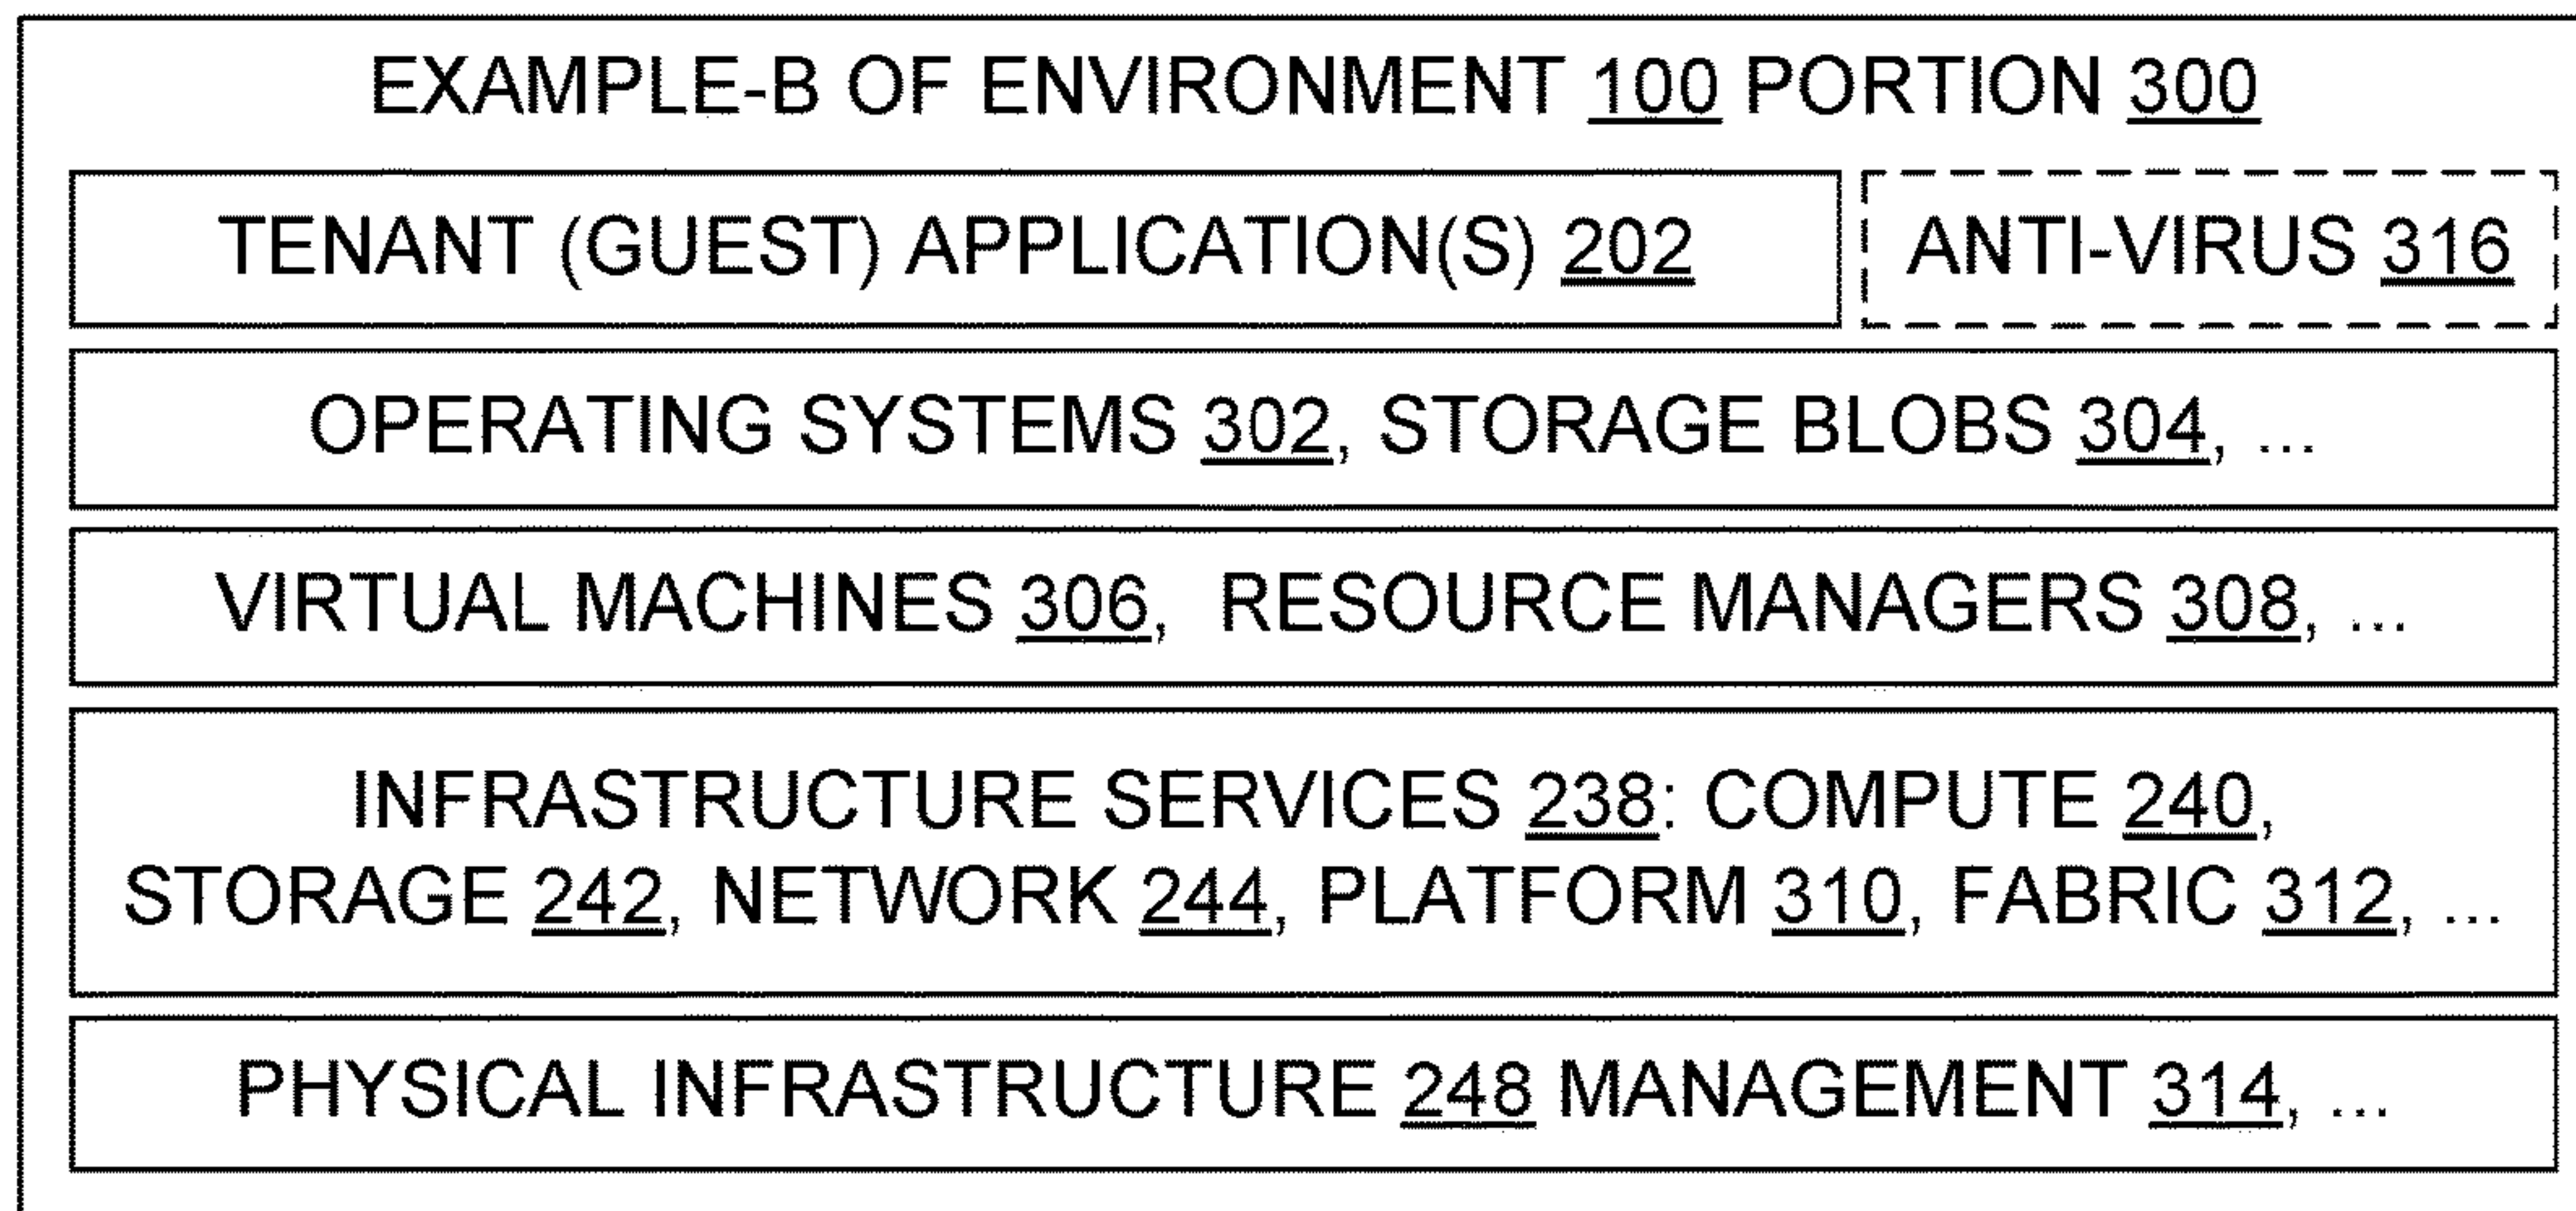 EXAMPLE-B OF ENVIRONMENT 100 PORTION 300
TENANT (GUEST) APPLICATION(S) 202
ANTI-VIRUS 316
OPERATING SYSTEMS 302, STORAGE BLOBS 304, ...
VIRTUAL MACHINES 306, RESOURCE MANAGERS 308, ...
INFRASTRUCTURE SERVICES 238: COMPUTE 240,
STORAGE 242, NETWORK 244, PLATFORM 310, FABRIC 312, ...
PHYSICAL INFRASTRUCTURE 248 MANAGEMENT 314, ...